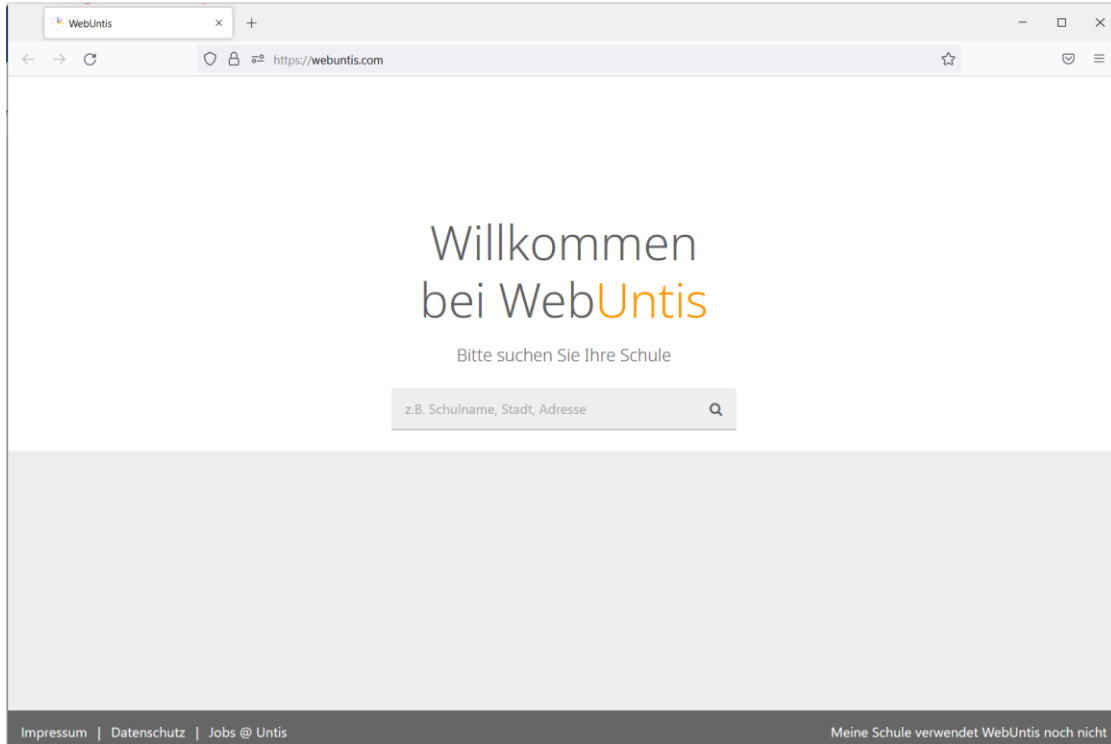 WebUntis
https://webuntis.com
Willkommen
bei WebUntis
Bitte suchen Sie Ihre Schule
z.B. Schulname, Stadt, Adresse
Impressum | Datenschutz | Jobs @ Untis
Meine Schule verwendet WebUntis noch nicht